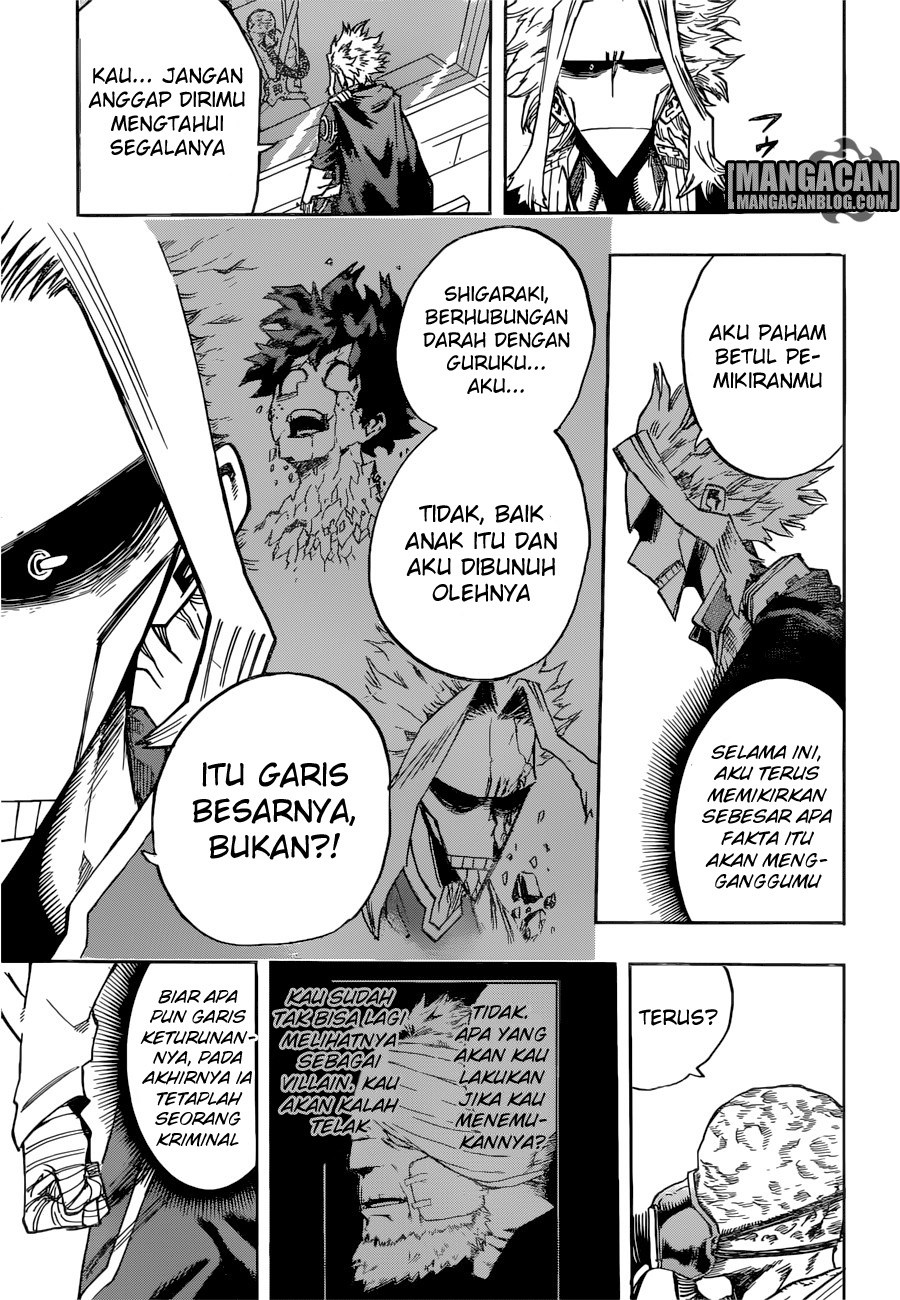 フゥ
[MANGACAN]
MANGACANBLOG.COM
KAU... JANGAN
ANGGAP DIRIMU
MENGTAHUI
SEGALANYA
AKU PAHAM
BETUL PE-
MIKIRANMU
SELAMA INI,
AKU TERUS
MEMIKIRKAN
SEBESAR APA
FAKTA ITU
AKAN MENG-
GANGGUMU
SHIGARAKI,
BERHUBUNGAN
DARAH DENGAN
GURUKU...
AKU...
TIDAK, BAIK
ANAK ITU DAN
AKU DIBUNUH
OLEHNYA
ITU GARIS
BESARNYA,
BUKAN?!
TERUS?
TIDAK.
APA YANG
AKAN KAU
LAKUKAN
JIKA KAU
MENEMU-
KANNYA?
KAU SUDAH
TAK BISA LAGI
MELIHATNYA
SEBAGAI
VILLAIN. KAU
AKAN KALAH
TELAK
BIAR APA
PUN GARIS
KETURUNAN-
NYA, PADA
AKHIRNYA IA
TETAPLAH
SEORANG
KRIMINAL